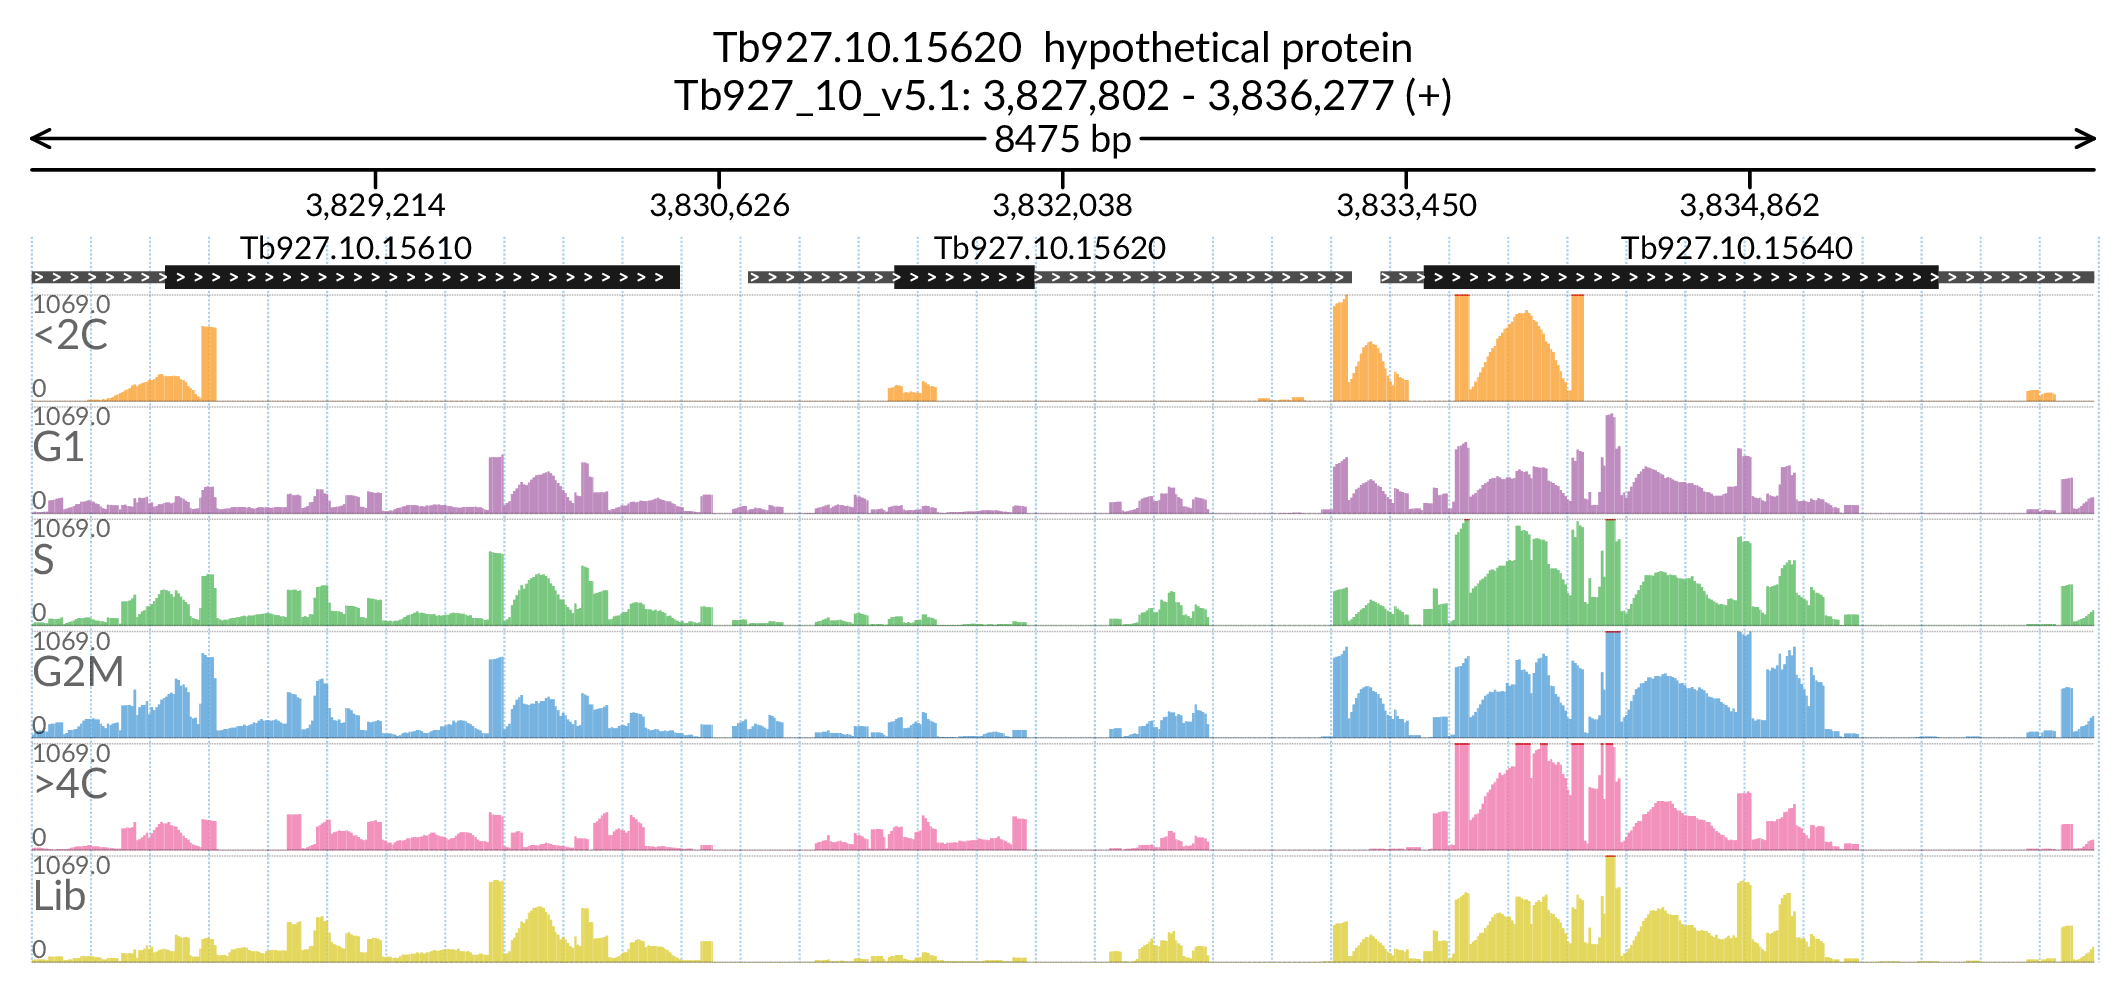 Tb927.10.15620 hypothetical protein
Tb927_10_v5.1: 3,827,802 - 3,836,277 (+)
8475 bp
3,829,214 3,830,626 3,832,038 3,833,450 3,834,862
Tb927.10.15610 Tb927.10.15620 Tb927.10.15640
1069.0
<2C
0
1069.0
G1
0
1069.0
S
0
1069.0
G2M
0
1069.0
>4C
0
1069.0
Lib
0